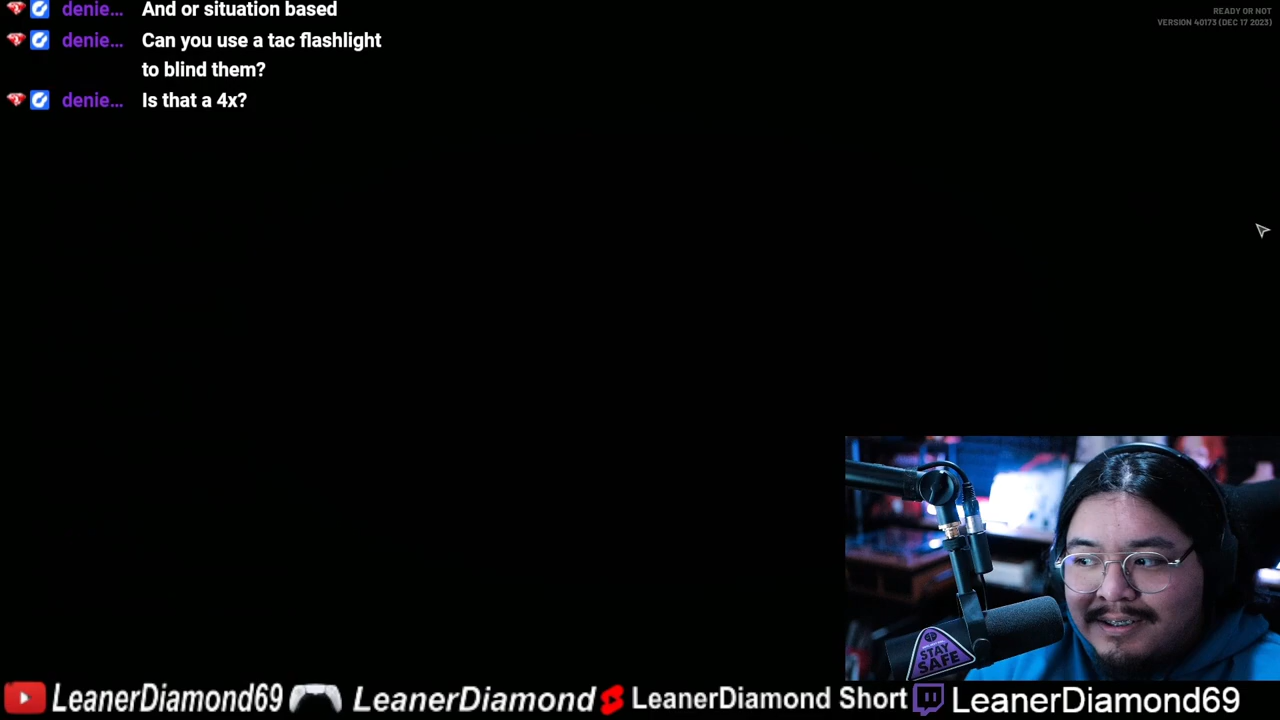 READY OR NOT
VERSION 40173 (DEC 17 2023)
denie... And or situation based
denie... Can you use a tac flashlight
to blind them?
denie... Is that a 4x?
STAY
SAFE
LeanerDiamond69 LeanerDiamond LeanerDiamond Short LeanerDiamond69